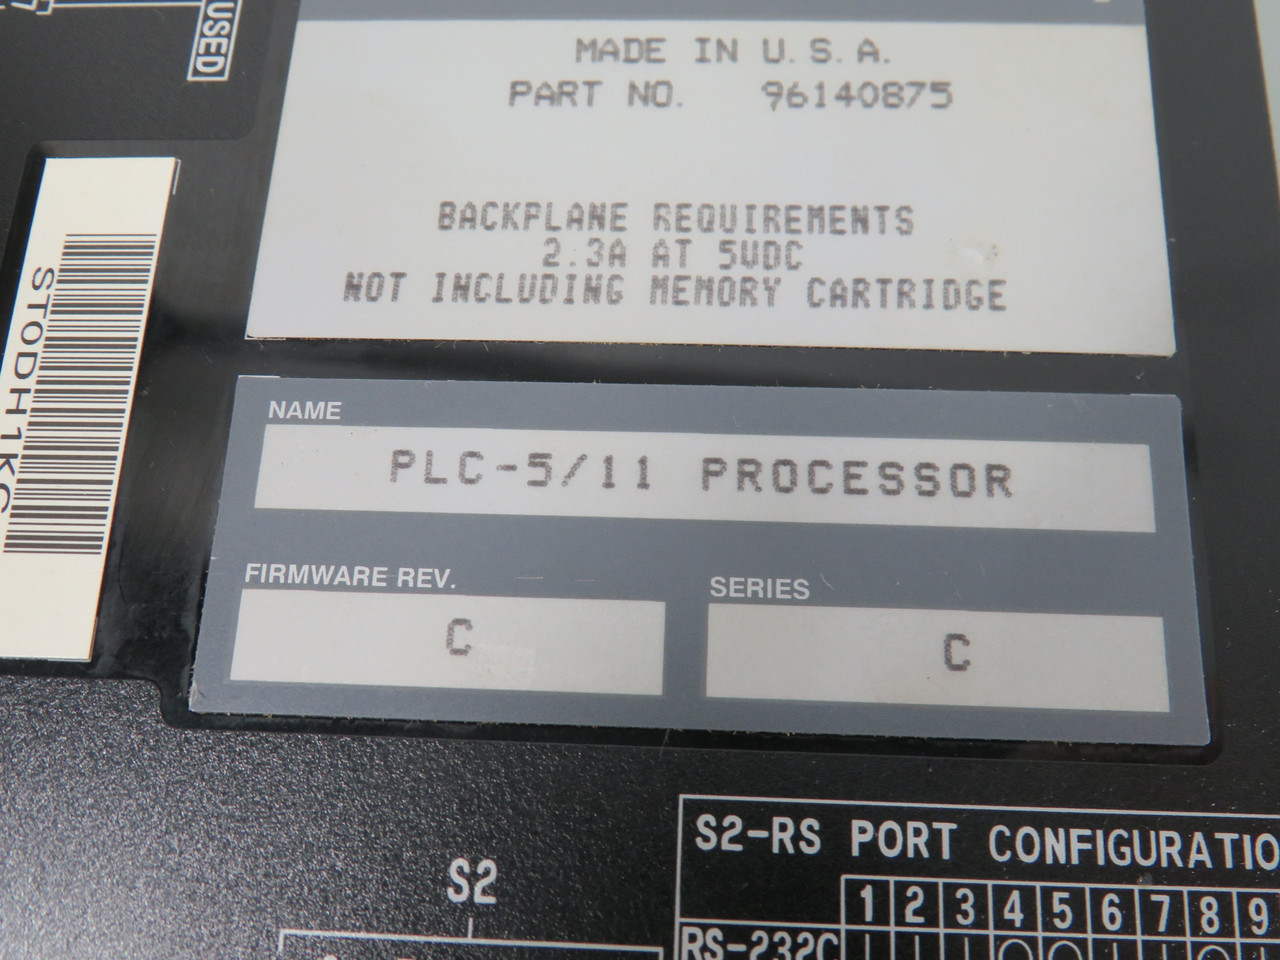 USED
MADE IN U.S.A.
PART NO. 96140875
BACKPLANE REQUIREMENTS
2.3A AT 5VDC
NOT INCLUDING MEMORY CARTRIDGE
STODH1KC
NAME
PLC-5/11 PROCESSOR
FIRMWARE REV.
C
SERIES
C
S2
S2-RS PORT CONFIGURATIO
1 2 3 4 5 6 7 8 9
RS-232C